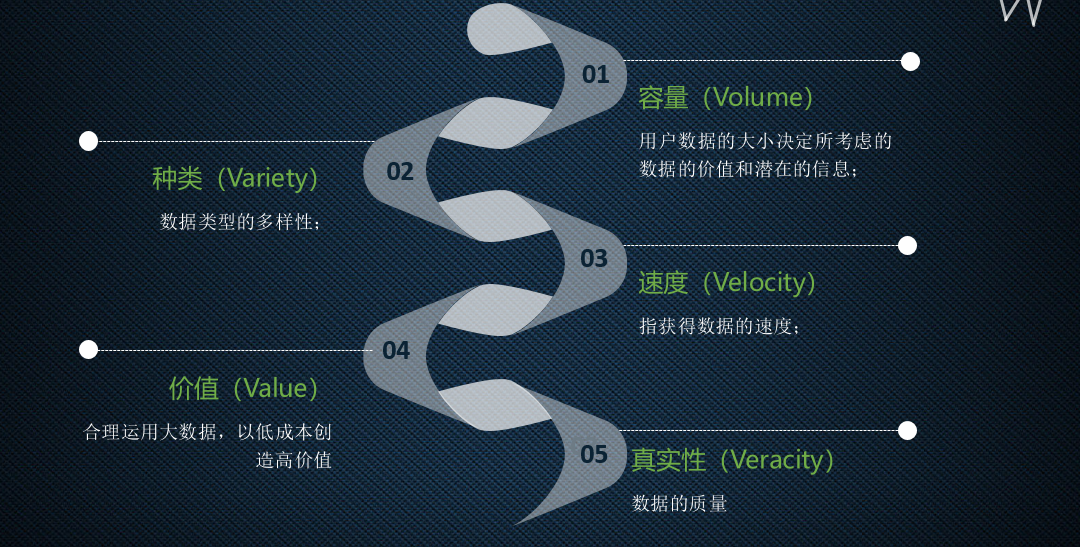 01
容量（Volume）
用户数据的大小决定所考虑的
数据的价值和潜在的信息；
02
种类（Variety）
数据类型的多样性；
03
速度（Velocity）
指获得数据的速度；
04
价值（Value）
合理运用大数据，以低成本创
造高价值
05
真实性（Veracity）
数据的质量